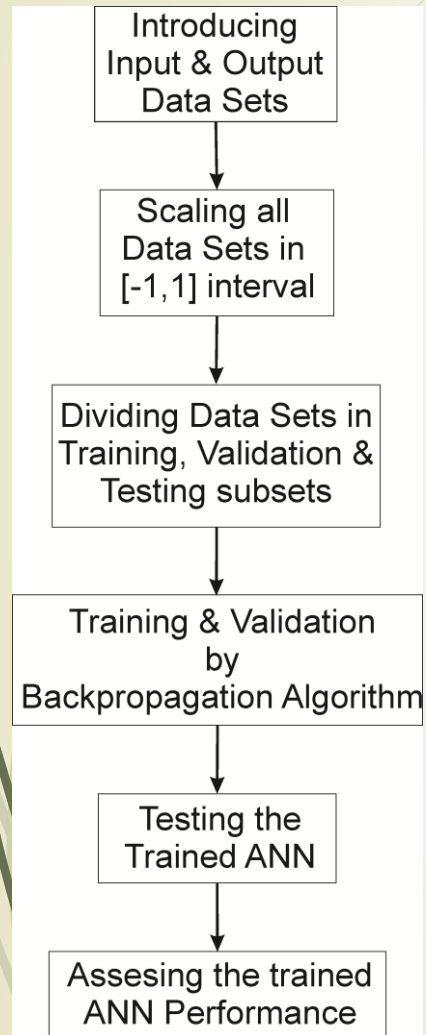 Introducing
Input & Output
Data Sets
Scaling all
Data Sets in
[-1,1] interval
Dividing Data Sets in
Training, Validation &
Testing subsets
Training & Validation
by
Backpropagation Algorithm
Testing the
Trained ANN
Assesing the trained
ANN Performance